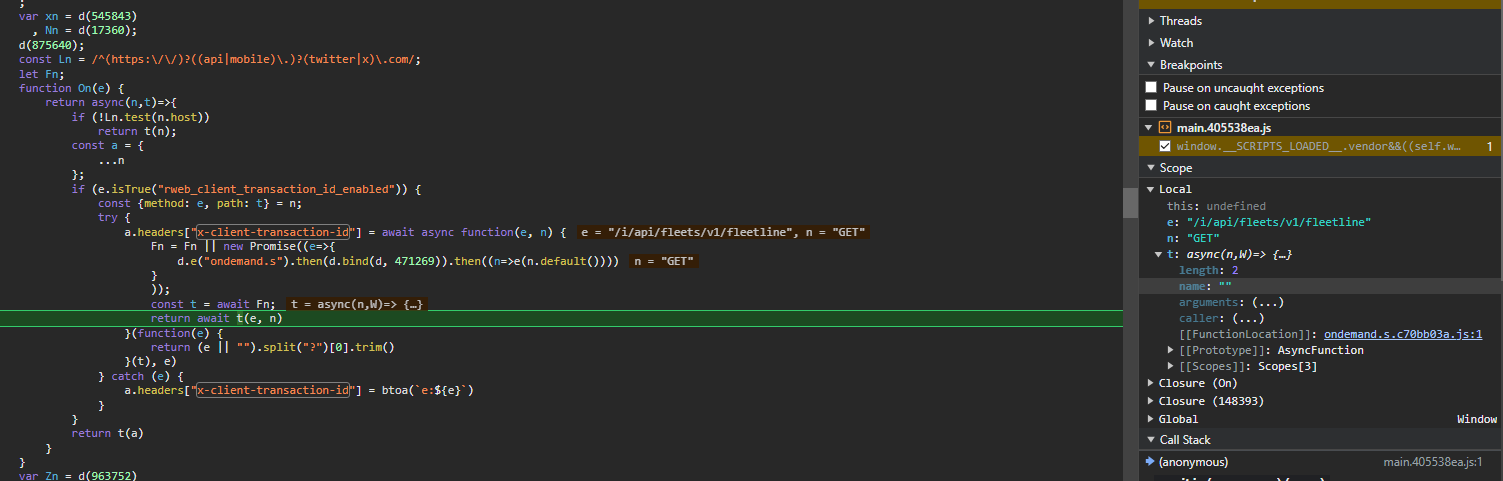 ;
var xn = d(545843)
, Nn = d(17360);
d(875640);
const Ln = /^(https:\/\/)?((api|mobile)\.)?(twitter|x)\.com/;
let Fn;
function On(e) {
return async(n,t)=>{
if (!Ln.test(n.host))
return t(n);
const a = {
...n
};
if (e.isTrue("rweb_client_transaction_id_enabled")) {
const {method: e, path: t} = n;
try {
a.headers["x-client-transaction-id"] = await async function(e, n) { e = "/i/api/fleets/v1/fleetline", n = "GET"
Fn = Fn || new Promise((e=>{
d.e("ondemand.s").then(d.bind(d, 471269)).then((n=>e(n.default()))) n = "GET"
}
));
const t = await Fn; t = async(n,W)=> {…}
return await t(e, n)
}(function(e) {
return (e || "").split("?")[0].trim()
}(t), e)
} catch (e) {
a.headers["x-client-transaction-id"] = btoa(`e:${e}`)
}
}
return t(a)
}
}
var Zn = d(963752)
Threads
Watch
Breakpoints
Pause on uncaught exceptions
Pause on caught exceptions
main.405538ea.js
window.__SCRIPTS_LOADED__.vendor&&((self.w… 1
Scope
Local
this: undefined
e: "/i/api/fleets/v1/fleetline"
n: "GET"
t: async(n,W)=> {…}
length: 2
name: ""
arguments: (...)
caller: (...)
[[FunctionLocation]]: ondemand.s.c70bb03a.js:1
[[Prototype]]: AsyncFunction
[[Scopes]]: Scopes[3]
Closure (On)
Closure (148393)
Global Window
Call Stack
(anonymous) main.405538ea.js:1